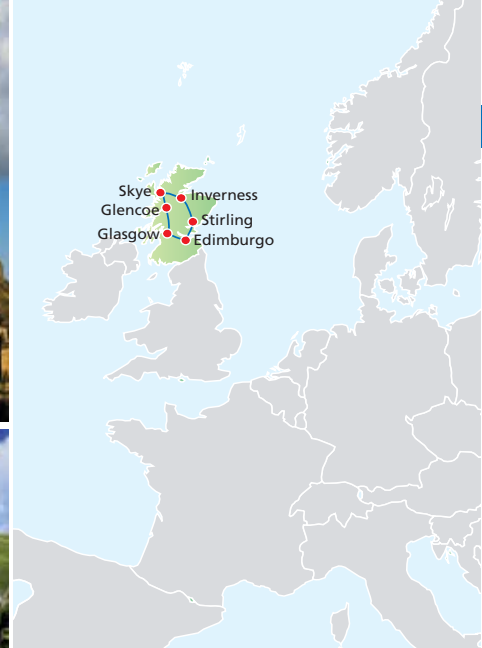 Skye
Inverness
Glencoe
Stirling
Glasgow
Edimburgo